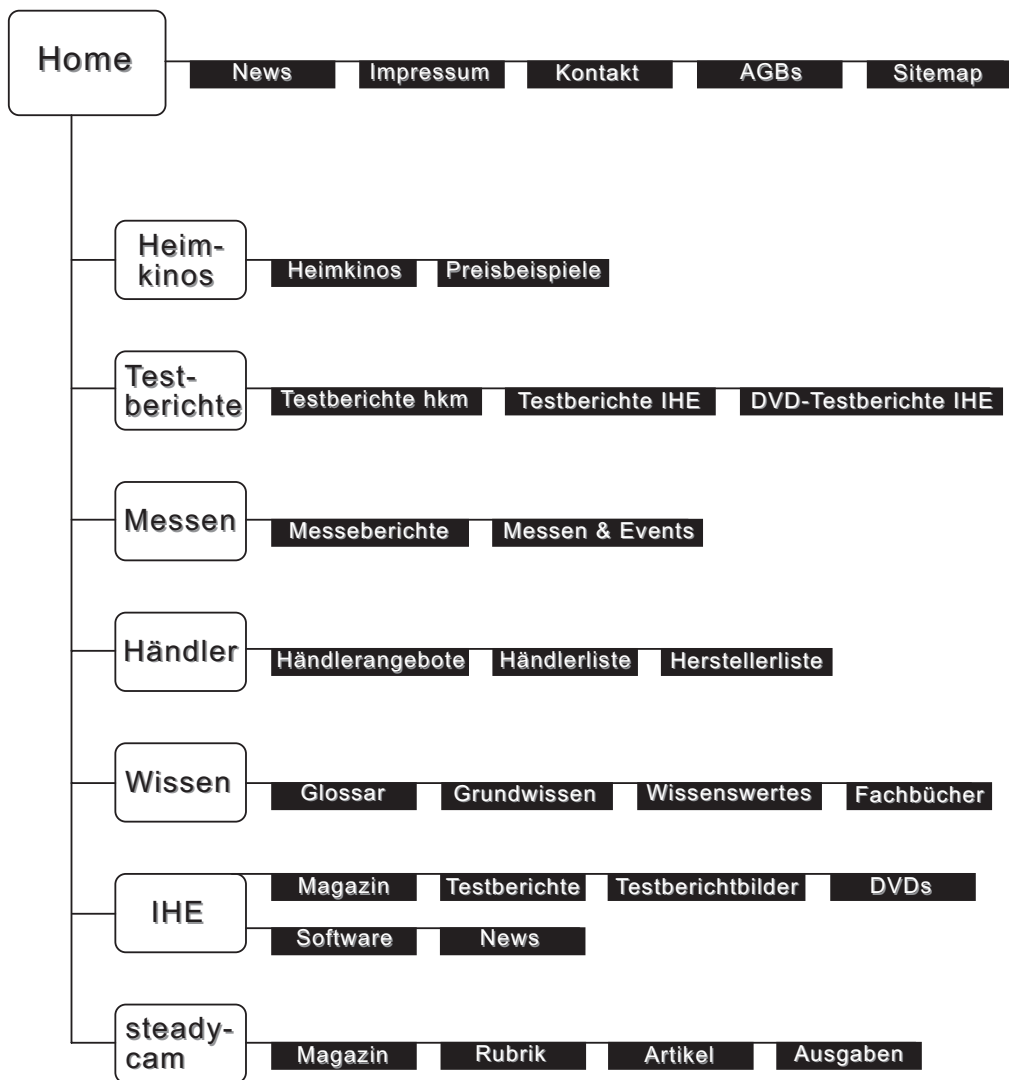 Home
News Impressum Kontakt AGBs Sitemap
Heim-
kinos
Heimkinos Preisbeispiele
Test-
berichte
Testberichte hkm Testberichte IHE DVD-Testberichte IHE
Messen
Messeberichte Messen & Events
Händler
Händlerangebote Händlerliste Herstellerliste
Wissen
Glossar Grundwissen Wissenswertes Fachbücher
IHE
Magazin Testberichte Testberichtbilder DVDs
Software News
steady-
cam
Magazin Rubrik Artikel Ausgaben